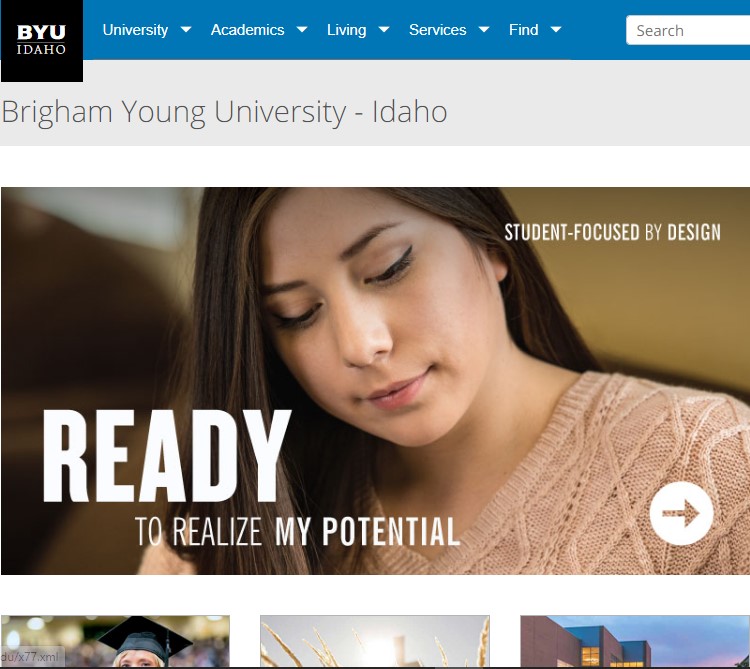 BYU
IDAHO
University
Academics
Living
Services
Find
Search
Brigham Young University - Idaho
STUDENT-FOCUSED BY DESIGN
READY
TO REALIZE MY POTENTIAL
du/x77.xml